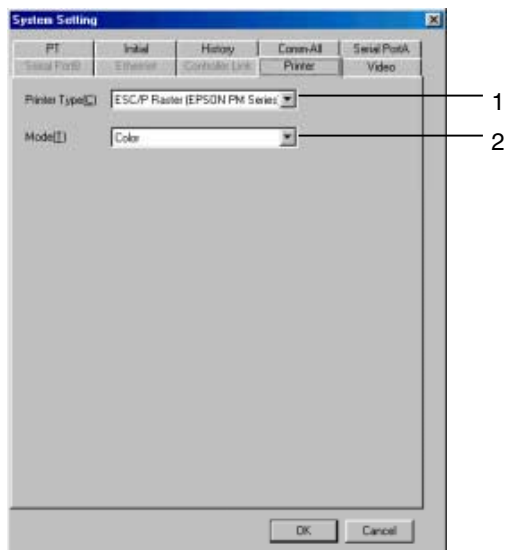 System Setting
PT Initial History Comm-All Serial PortA
Serial PortB Ethernet Controller Link Printer Video
Printer Type(C) ESC/P Raster (EPSON PM Series) 1
Mode(T) Color 2
OK Cancel